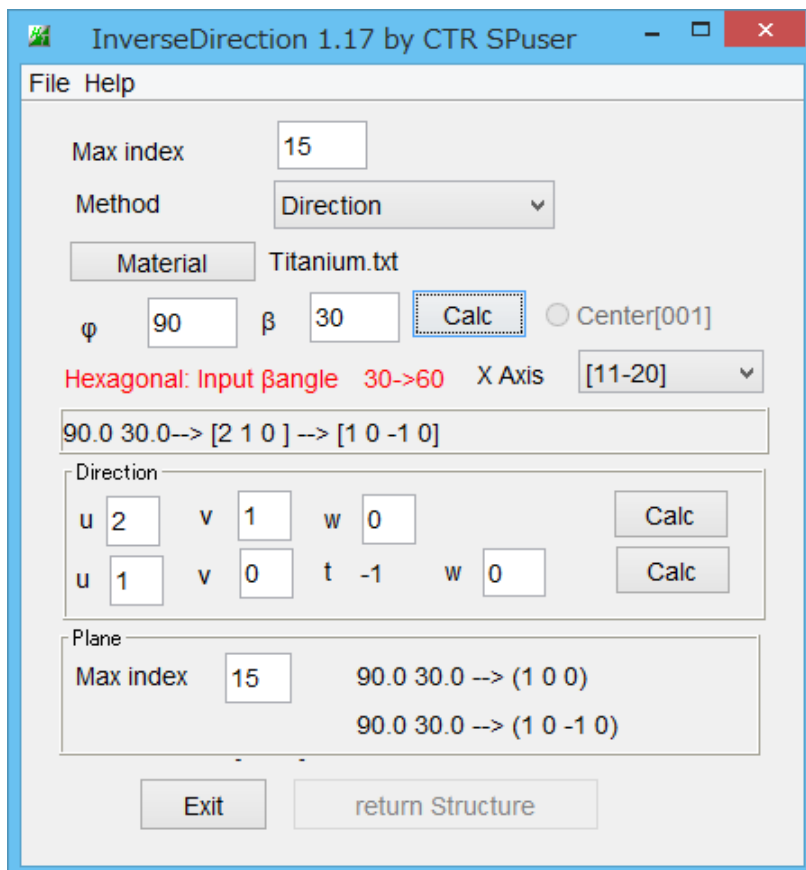 InverseDirection 1.17 by CTR SPuser
File Help
Max index 15
Method Direction
Material Titanium.txt
φ 90 β 30 Calc Center[001]
Hexagonal: Input βangle 30->60 X Axis [11-20]
90.0 30.0--> [2 1 0 ] --> [1 0 -1 0]
Direction
u 2 v 1 w 0 Calc
u 1 v 0 t -1 w 0 Calc
Plane
Max index 15 90.0 30.0 --> (1 0 0)
90.0 30.0 --> (1 0 -1 0)
Exit return Structure